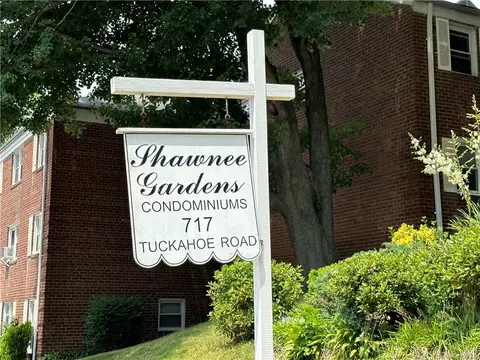 Shawnee
Gardens
CONDOMINIUMS
717
TUCKAHOE ROAD